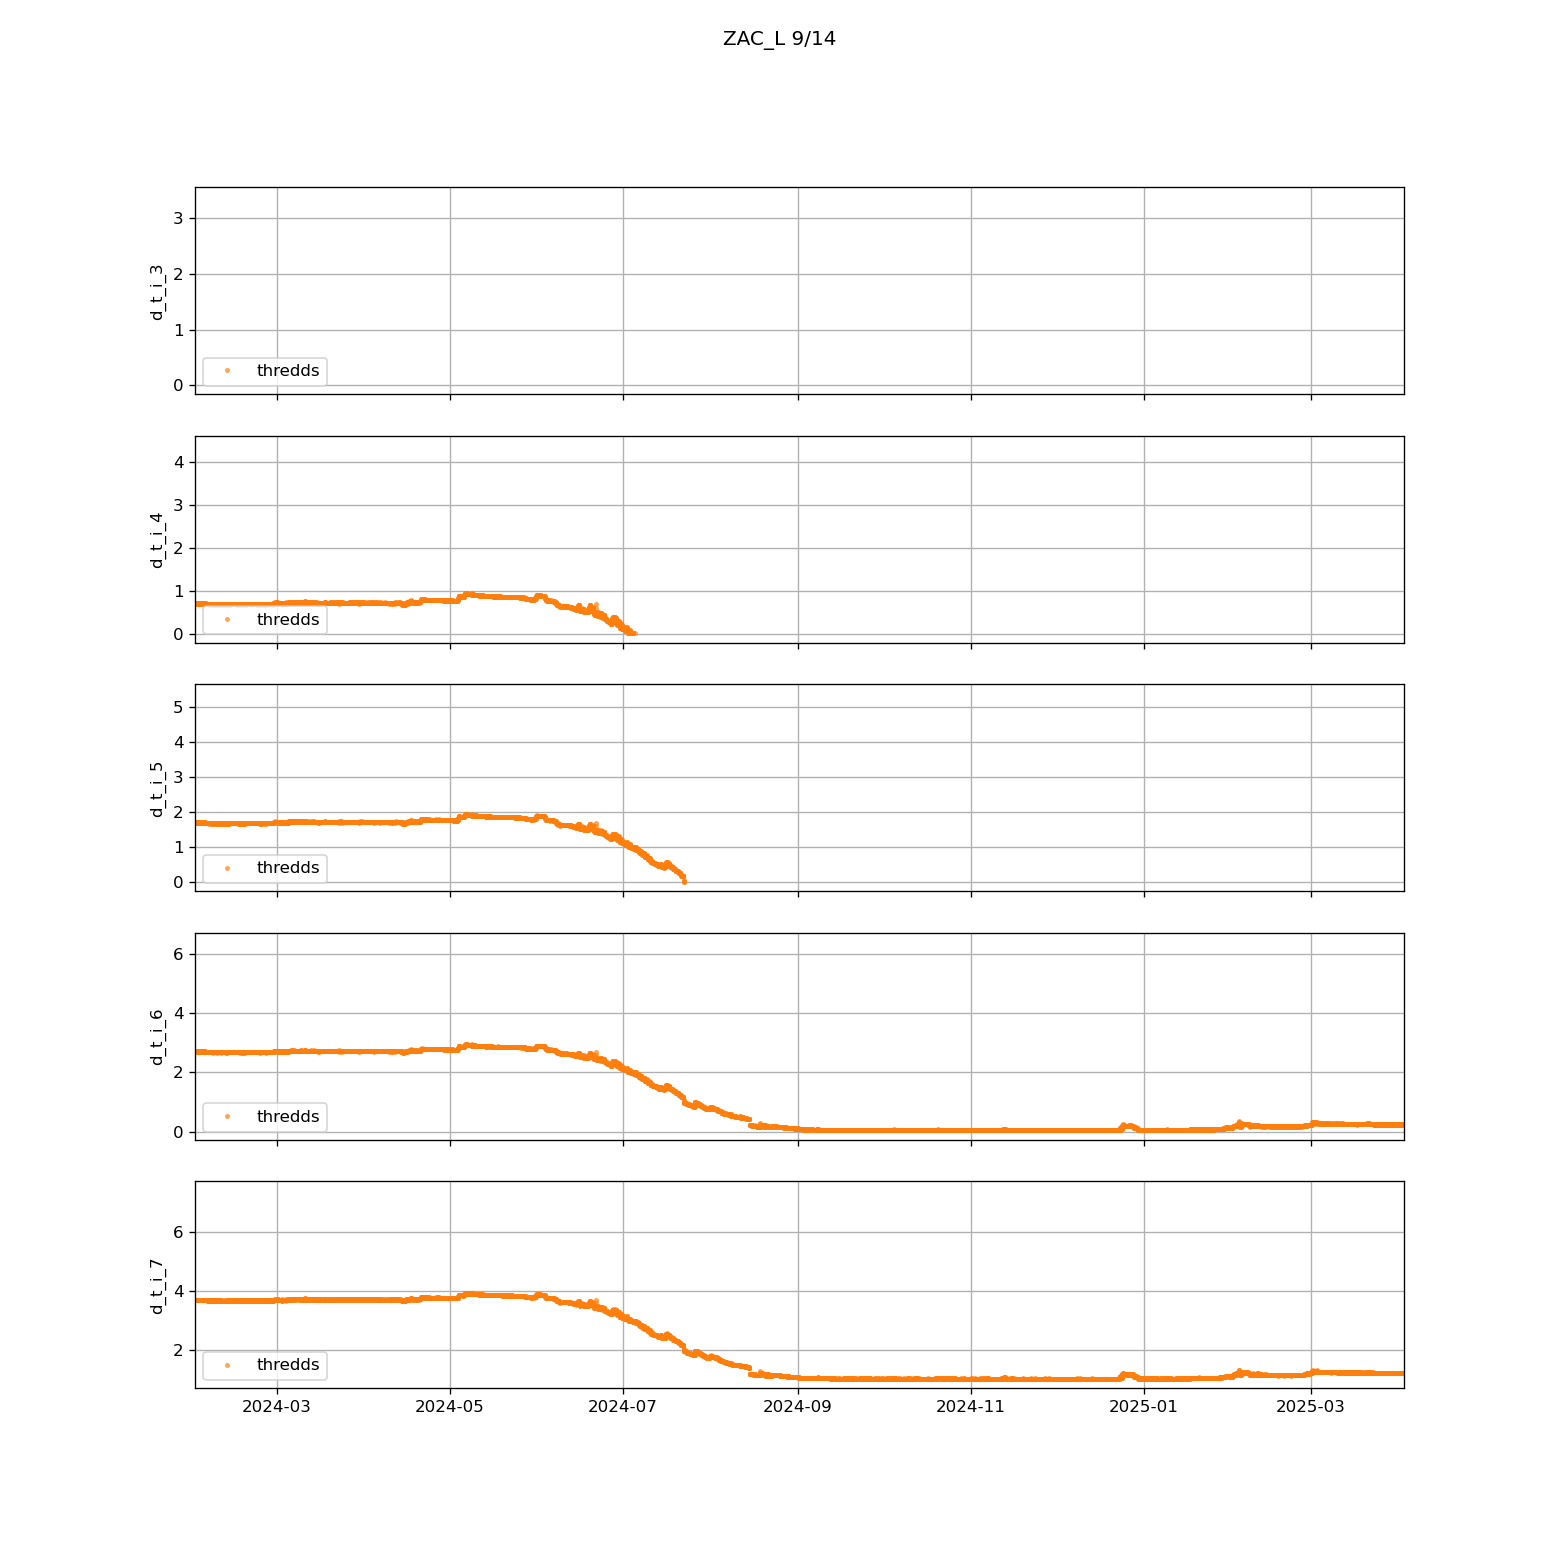 ZAC_L 9/14
d_t_i_3
3
2
1
0
thredds
d_t_i_4
4
3
2
1
0
thredds
d_t_i_5
5
4
3
2
1
0
thredds
d_t_i_6
6
4
2
0
thredds
d_t_i_7
6
4
2
thredds
2024-03 2024-05 2024-07 2024-09 2024-11 2025-01 2025-03